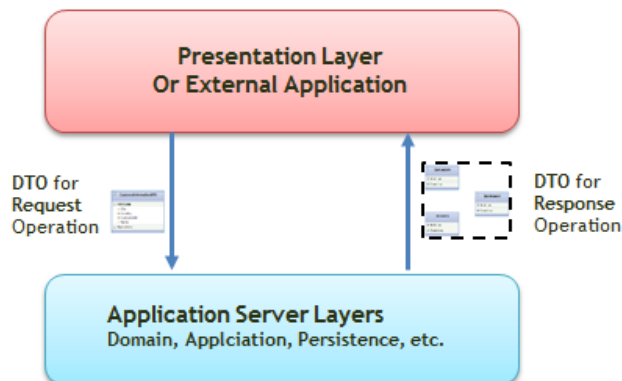 Presentation Layer
Or External Application
DTO for
Request
Operation
DTO for
Response
Operation
Application Server Layers
Domain, Applciation, Persistence, etc.